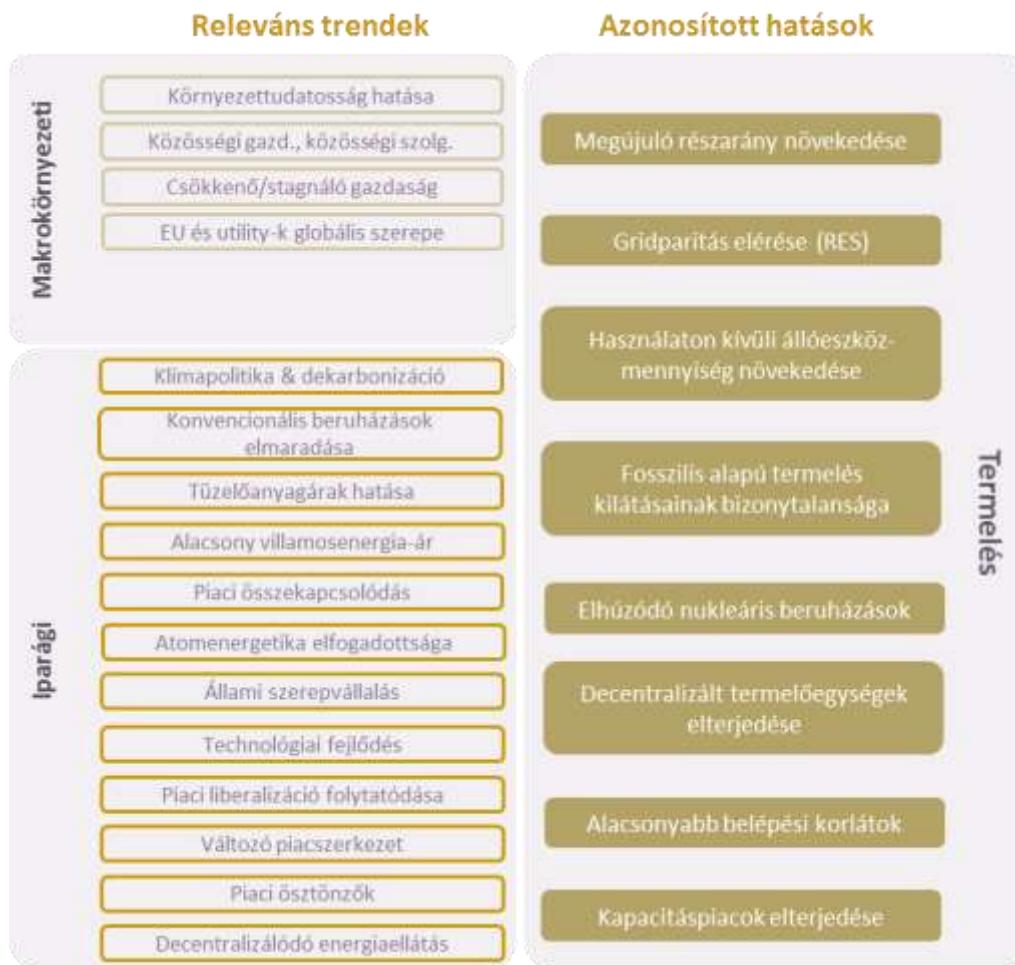 Releváns trendek
Makrokörnyezeti
Környezettudatosság hatása
Közösségi gazd., közösségi szolg.
Csökkenő/stagnáló gazdaság
EU és utility-k globális szerepe
Iparági
Klímapolitika & dekarbonizáció
Konvencionális beruházások
elmaradása
Tüzelőanyagárak hatása
Alacsony villamosenergia-ár
Piaci összekapcsolódás
Atomenergetika elfogadottsága
Állami szerepvállalás
Technológiai fejlődés
Piaci liberalizáció folytatódása
Változó piacszerkezet
Piaci ösztönzők
Decentralizálódó energiaellátás
Azonosított hatások
Megújuló részarány növekedése
Gridparitás elérése (RES)
Használaton kívüli állóeszköz-
mennyiség növekedése
Fosszilis alapú termelés
kilátásainak bizonytalansága
Elhúzódó nukleáris beruházások
Decentralizált termelőegységek
elterjedése
Alacsonyabb belépési korlátok
Kapacitáspiacok elterjedése
Termelés